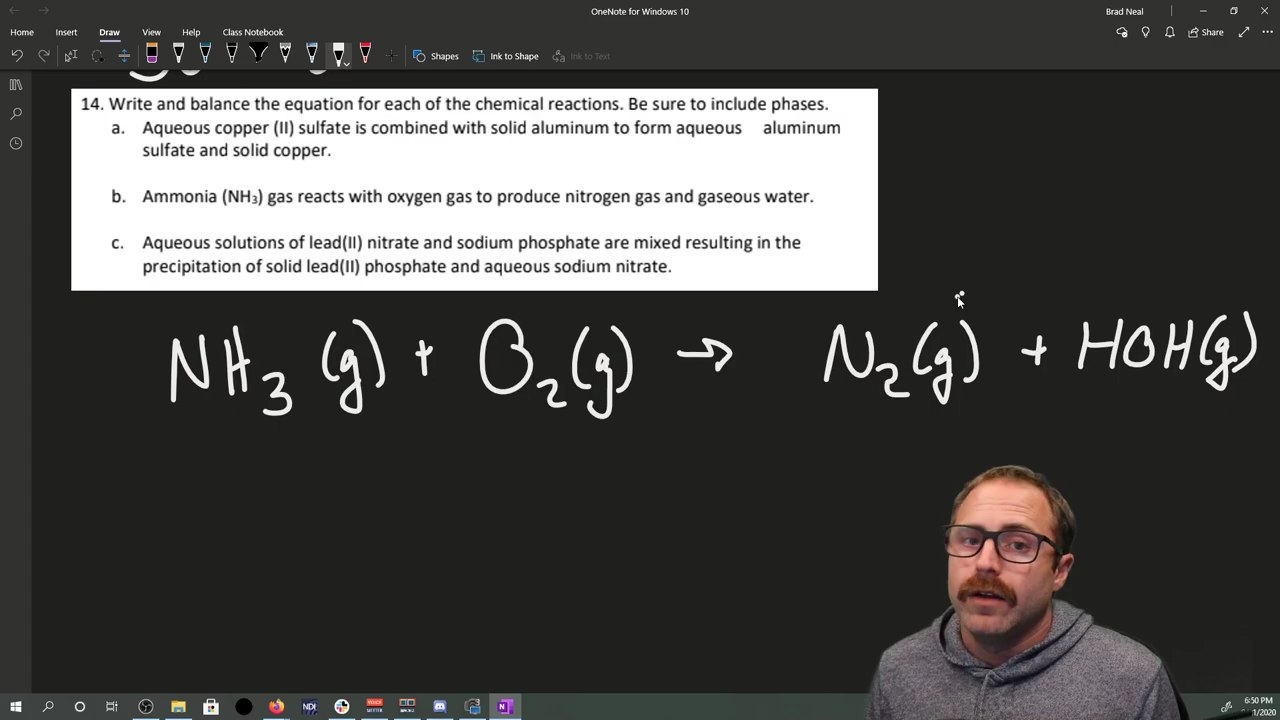 OneNote for Windows 10
Brad Neal
Home Insert Draw View Help Class Notebook
Share
Shapes Ink to Shape Ink to Text
14. Write and balance the equation for each of the chemical reactions. Be sure to include phases.
a. Aqueous copper (II) sulfate is combined with solid aluminum to form aqueous aluminum
sulfate and solid copper.
b. Ammonia (NH₃) gas reacts with oxygen gas to produce nitrogen gas and gaseous water.
c. Aqueous solutions of lead(II) nitrate and sodium phosphate are mixed resulting in the
precipitation of solid lead(II) phosphate and aqueous sodium nitrate.
NH₃ (g) + O₂(g) → N₂(g) + HOH(g)
6:50 PM